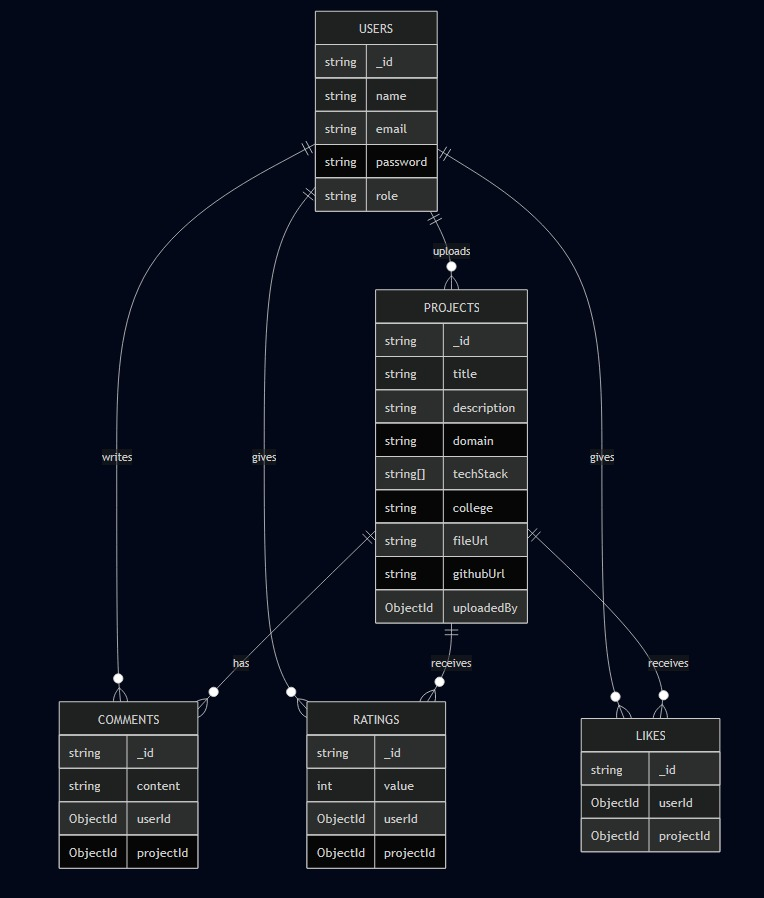 USERS
string _id
string name
string email
string password
string role
uploads
PROJECTS
string _id
string title
string description
string domain
string[] techStack
string college
string fileUrl
string githubUrl
ObjectId uploadedBy
writes
gives
gives
has
receives
receives
COMMENTS
string _id
string content
ObjectId userId
ObjectId projectId
RATINGS
string _id
int value
ObjectId userId
ObjectId projectId
LIKES
string _id
ObjectId userId
ObjectId projectId